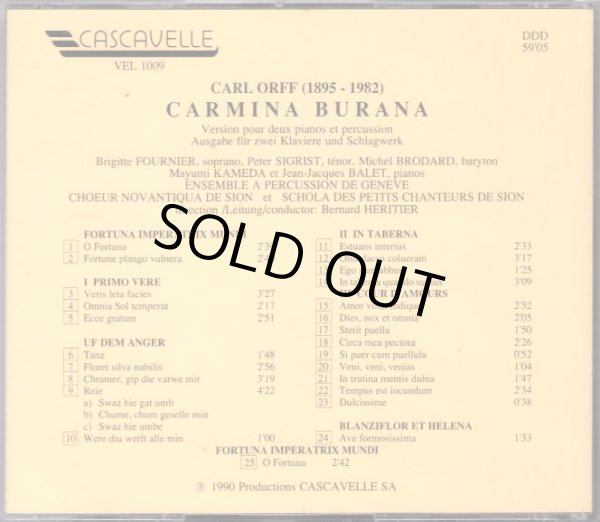 CASCAVELLE
VEL 1009
DDD
59'05
CARL ORFF (1895 - 1982)
CARMINA BURANA
Version pour deux pianos et percussion
Ausgabe für zwei Klaviere und Schlagwerk
Brigitte FOURNIER, soprano, Peter SIGRIST, ténor, Michel BRODARD, baryton
Mayumi KAMEDA et Jean-Jacques BALET, pianos
ENSEMBLE A PERCUSSION DE GENEVE
CHOEUR NOVANTIQUA DE SION et SCHOLA DES PETITS CHANTEURS DE SION
direction /Leitung/conductor: Bernard HERITIER
SOLD OUT
FORTUNA IMPERATRIX MUNDI
1 O Fortuna
2 Fortune plango vulnera
I PRIMO VERE
3 Veris leta facies 3'27
4 Omnia Sol temperat 2'17
5 Ecce gratum 2'51
UF DEM ANGER
6 Tanz 1'48
7 Floret silva nobilis 2'56
8 Chramer, gip die varwe mir 3'19
9 Reie 4'22
a) Swaz hie gat umb
b) Chume, chum geselle min
c) Swaz hie umbe
10 Were diu werlt alle min 1'00
II IN TABERNA
11 Estuans interius 2'33
12 colueram 3'17
13 Ego 1'25
In 3'09
COUR D'AMOURS
15 Amor 2'52
16 Dies, nox et omnia 2'05
17 Stetit puella 1'50
18 Circa mea pectora 2'26
19 Si puer cum puellula 0'52
20 Veni, veni, venias 1'04
21 In trutina mentis dubia 1'47
22 Tempus est iocundum 2'34
23 Dulcissime 0'38
BLANZIFLOR ET HELENA
24 Ave formosissima 1'33
FORTUNA IMPERATRIX MUNDI
25 O Fortuna 2'42
℗ 1990 Productions CASCAVELLE SA